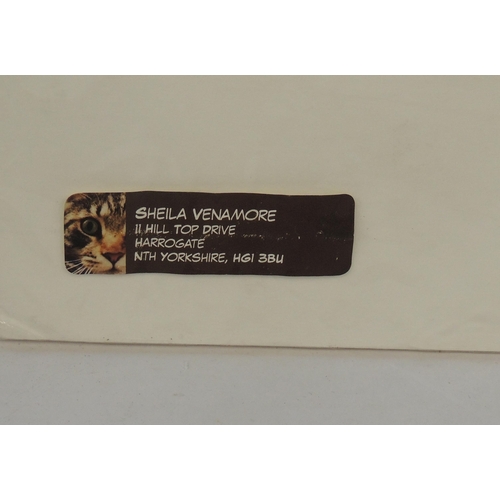 Sheila Venamore
11 Hill Top Drive
Harrogate
Nth Yorkshire, HG1 3BU